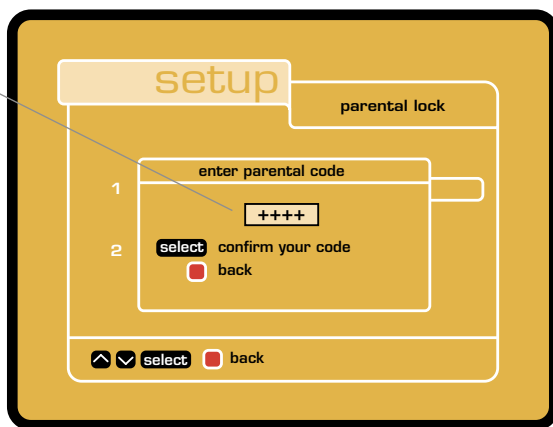 setup
parental lock
enter parental code
1
++++
2
select confirm your code
back
select back